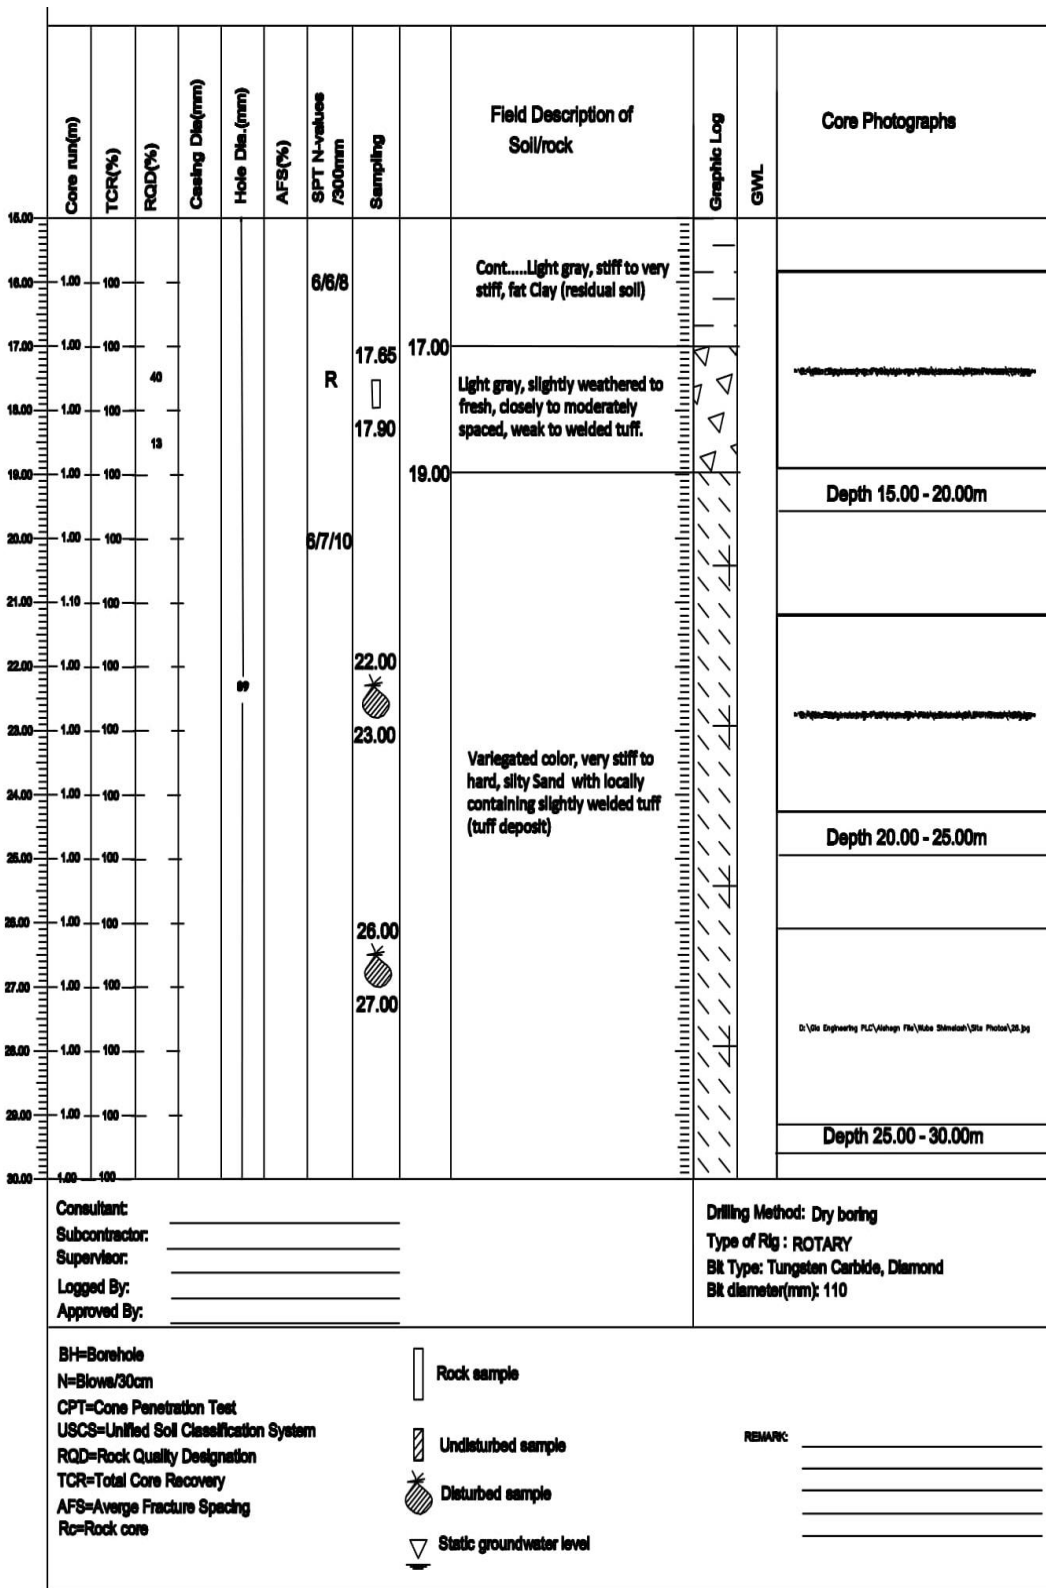 Core run(m)
TCR(%)
RQD(%)
Casing Dia(mm)
Hole Dia.(mm)
AFS(%)
SPT N-values
/300mm
Sampling
Field Description of
Soil/rock
Graphic Log
GWL
Core Photographs
15.00
16.00 1.00 100 6/6/8
Cont.....Light gray, stiff to very
stiff, fat Clay (residual soil)
17.00 1.00 100 17.65 17.00
40 R
Light gray, slightly weathered to
fresh, closely to moderately
spaced, weak to welded tuff.
18.00 1.00 100 17.90
13
19.00 1.00 100 19.00
Depth 15.00 - 20.00m
20.00 1.00 100 6/7/10
21.00 1.10 100
22.00 1.00 100 22.00
89
23.00 1.00 100 23.00
Variegated color, very stiff to
hard, silty Sand with locally
containing slightly welded tuff
(tuff deposit)
24.00 1.00 100
Depth 20.00 - 25.00m
25.00 1.00 100
26.00 1.00 100 26.00
27.00 1.00 100 27.00
28.00 1.00 100
29.00 1.00 100
Depth 25.00 - 30.00m
30.00 1.00 100
Consultant:
Subcontractor:
Supervisor:
Logged By:
Approved By:
Drilling Method: Dry boring
Type of Rig : ROTARY
Bit Type: Tungsten Carbide, Diamond
Bit diameter(mm): 110
BH=Borehole
N=Blows/30cm
CPT=Cone Penetration Test
USCS=Unified Soil Classification System
RQD=Rock Quality Designation
TCR=Total Core Recovery
AFS=Averge Fracture Spacing
Rc=Rock core
Rock sample
Undisturbed sample
Disturbed sample
Static groundwater level
REMARK: